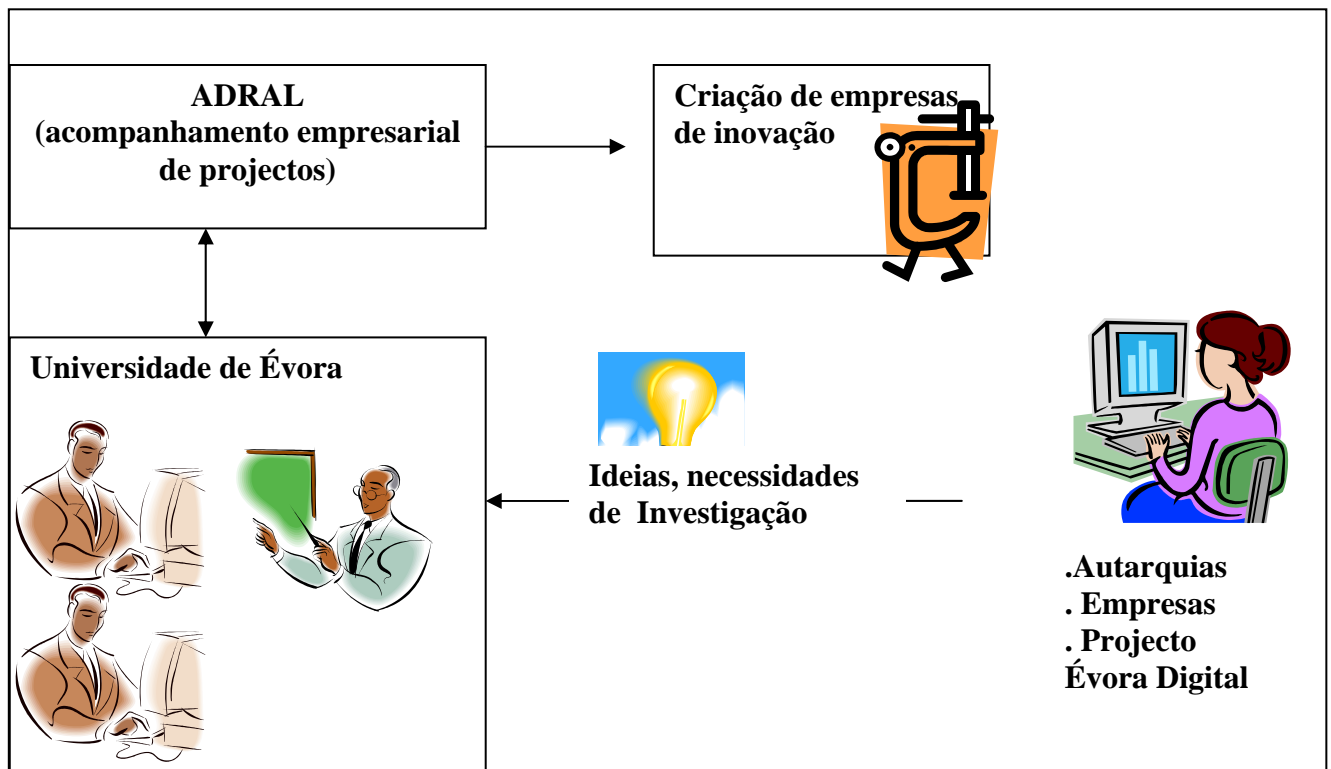 ADRAL
(acompanhamento empresarial
de projectos)
Criação de empresas
de inovação
Universidade de Évora
Ideias, necessidades
de Investigação
.Autarquias
. Empresas
. Projecto
Évora Digital